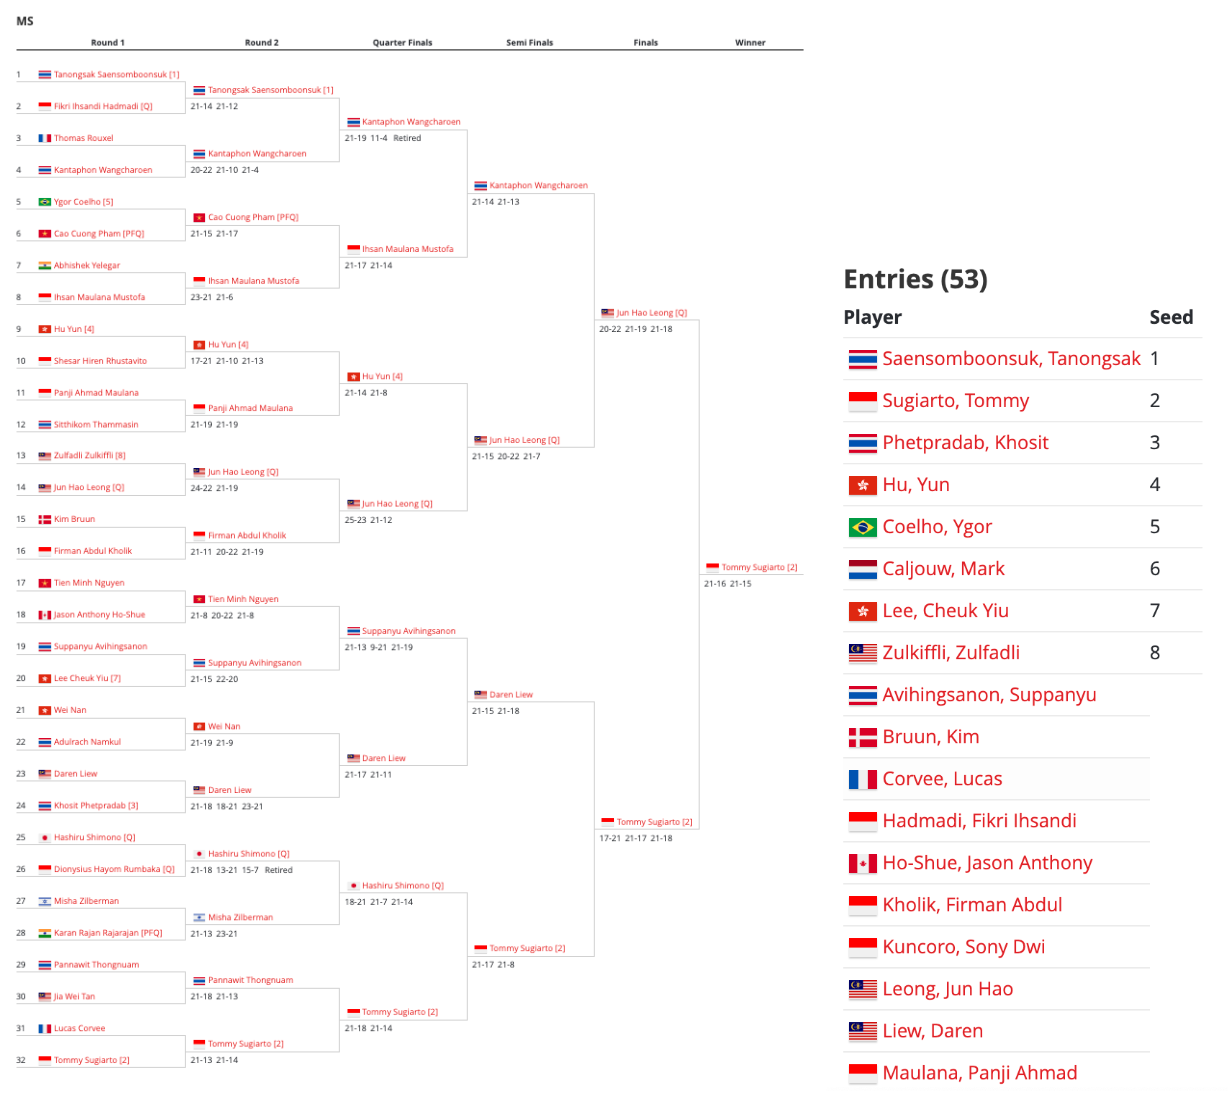 MS
Round 1 Round 2 Quarter Finals Semi Finals Finals Winner
1 Tanongsak Saensomboonsuk [1]
Tanongsak Saensomboonsuk [1]
2 Fikri Ihsandi Hadmadi [Q] 21-14 21-12
Kantaphon Wangcharoen
3 Thomas Rouxel 21-19 11-4 Retired
Kantaphon Wangcharoen
4 Kantaphon Wangcharoen 20-22 21-10 21-4
Kantaphon Wangcharoen
5 Ygor Coelho [5] 21-14 21-13
Cao Cuong Pham [PFQ]
6 Cao Cuong Pham [PFQ] 21-15 21-17
Ihsan Maulana Mustofa
7 Abhishek Yelegar 21-17 21-14
Ihsan Maulana Mustofa
8 Ihsan Maulana Mustofa 23-21 21-6
Jun Hao Leong [Q]
9 Hu Yun [4] 20-22 21-19 21-18
Hu Yun [4]
10 Shesar Hiren Rhustavito 17-21 21-10 21-13
Hu Yun [4]
11 Panji Ahmad Maulana 21-14 21-8
Panji Ahmad Maulana
12 Sitthikom Thammasin 21-19 21-19
Jun Hao Leong [Q]
13 Zulfadli Zulkiffli [8] 21-15 20-22 21-7
Jun Hao Leong [Q]
14 Jun Hao Leong [Q] 24-22 21-19
Jun Hao Leong [Q]
15 Kim Bruun 25-23 21-12
Firman Abdul Kholik
16 Firman Abdul Kholik 21-11 20-22 21-19
Tommy Sugiarto [2]
17 Tien Minh Nguyen 21-16 21-15
Tien Minh Nguyen
18 Jason Anthony Ho-Shue 21-8 20-22 21-8
Suppanyu Avihingsanon
19 Suppanyu Avihingsanon 21-13 9-21 21-19
Suppanyu Avihingsanon
20 Lee Cheuk Yiu [7] 21-15 22-20
Daren Liew
21 Wei Nan 21-15 21-18
Wei Nan
22 Adulrach Namkul 21-19 21-9
Daren Liew
23 Daren Liew 21-17 21-11
Daren Liew
24 Khosit Phetpradab [3] 21-18 18-21 23-21
Tommy Sugiarto [2]
25 Hashiru Shimono [Q] 17-21 21-17 21-18
Hashiru Shimono [Q]
26 Dionysius Hayom Rumbaka [Q] 21-18 13-21 15-7 Retired
Hashiru Shimono [Q]
27 Misha Zilberman 18-21 21-7 21-14
Misha Zilberman
28 Karan Rajan Rajarajan [PFQ] 21-13 23-21
Tommy Sugiarto [2]
29 Pannawit Thongnuam 21-17 21-8
Pannawit Thongnuam
30 Jia Wei Tan 21-18 21-13
Tommy Sugiarto [2]
31 Lucas Corvee 21-18 21-14
Tommy Sugiarto [2]
32 Tommy Sugiarto [2] 21-13 21-14
Entries (53)
Player Seed
Saensomboonsuk, Tanongsak 1
Sugiarto, Tommy 2
Phetpradab, Khosit 3
Hu, Yun 4
Coelho, Ygor 5
Caljouw, Mark 6
Lee, Cheuk Yiu 7
Zulkiffli, Zulfadli 8
Avihingsanon, Suppanyu
Bruun, Kim
Corvee, Lucas
Hadmadi, Fikri Ihsandi
Ho-Shue, Jason Anthony
Kholik, Firman Abdul
Kuncoro, Sony Dwi
Leong, Jun Hao
Liew, Daren
Maulana, Panji Ahmad